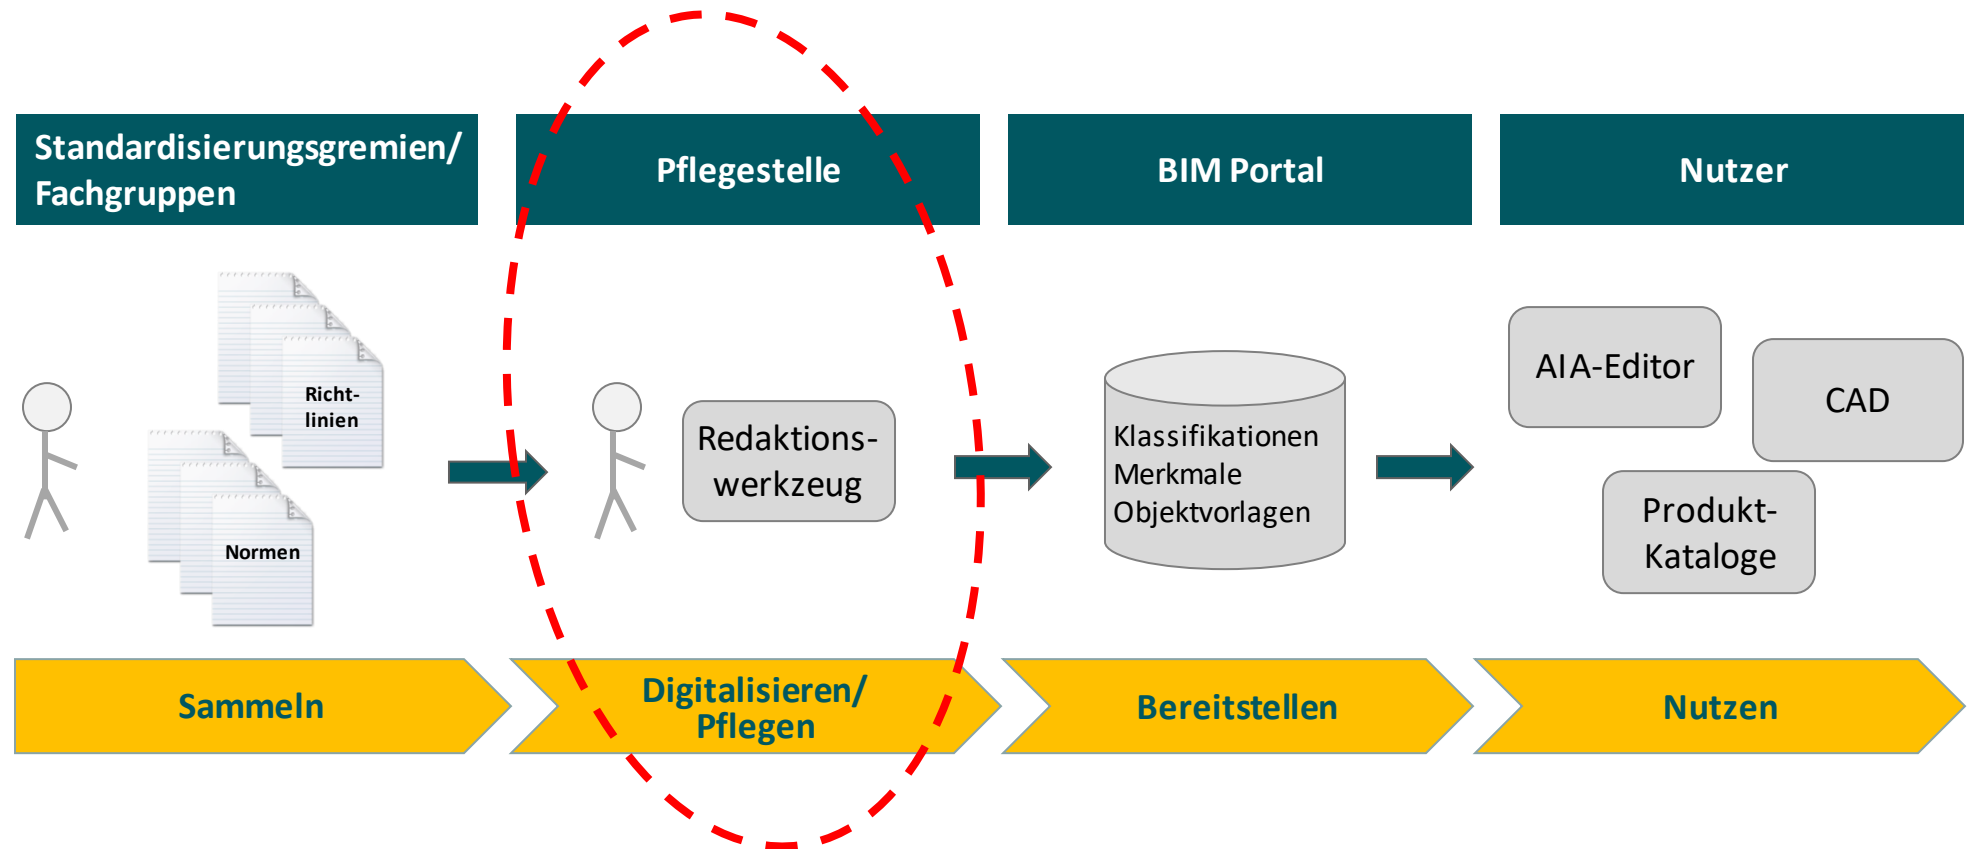 Standardisierungsgremien/
Fachgruppen
Pflegestelle
BIM Portal
Nutzer
Richt-
linien
Normen
Redaktions-
werkzeug
Klassifikationen
Merkmale
Objektvorlagen
AIA-Editor
CAD
Produkt-
Kataloge
Sammeln
Digitalisieren/
Pflegen
Bereitstellen
Nutzen